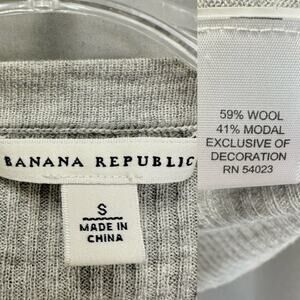 BANANA REPUBLIC
S
MADE IN
CHINA
59% WOOL
41% MODAL
EXCLUSIVE OF
DECORATION
RN 54023